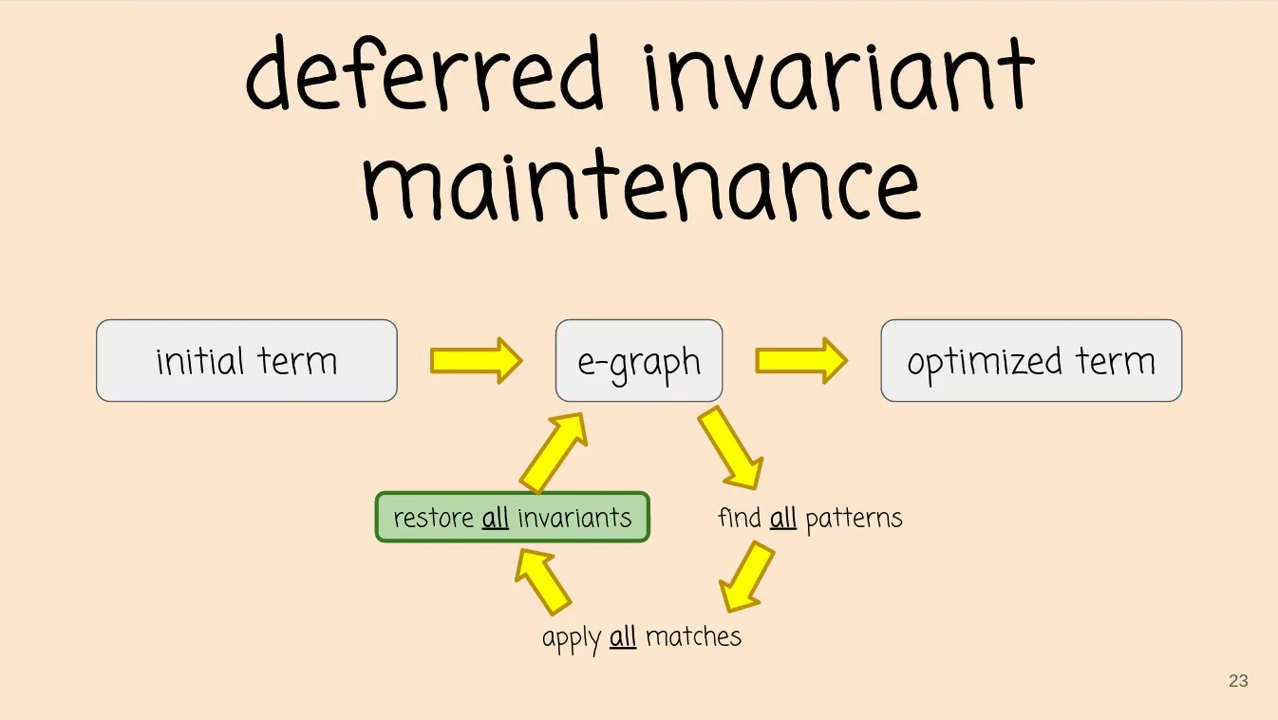 deferred invariant
maintenance
initial term
e-graph
optimized term
restore all invariants
find all patterns
apply all matches
23